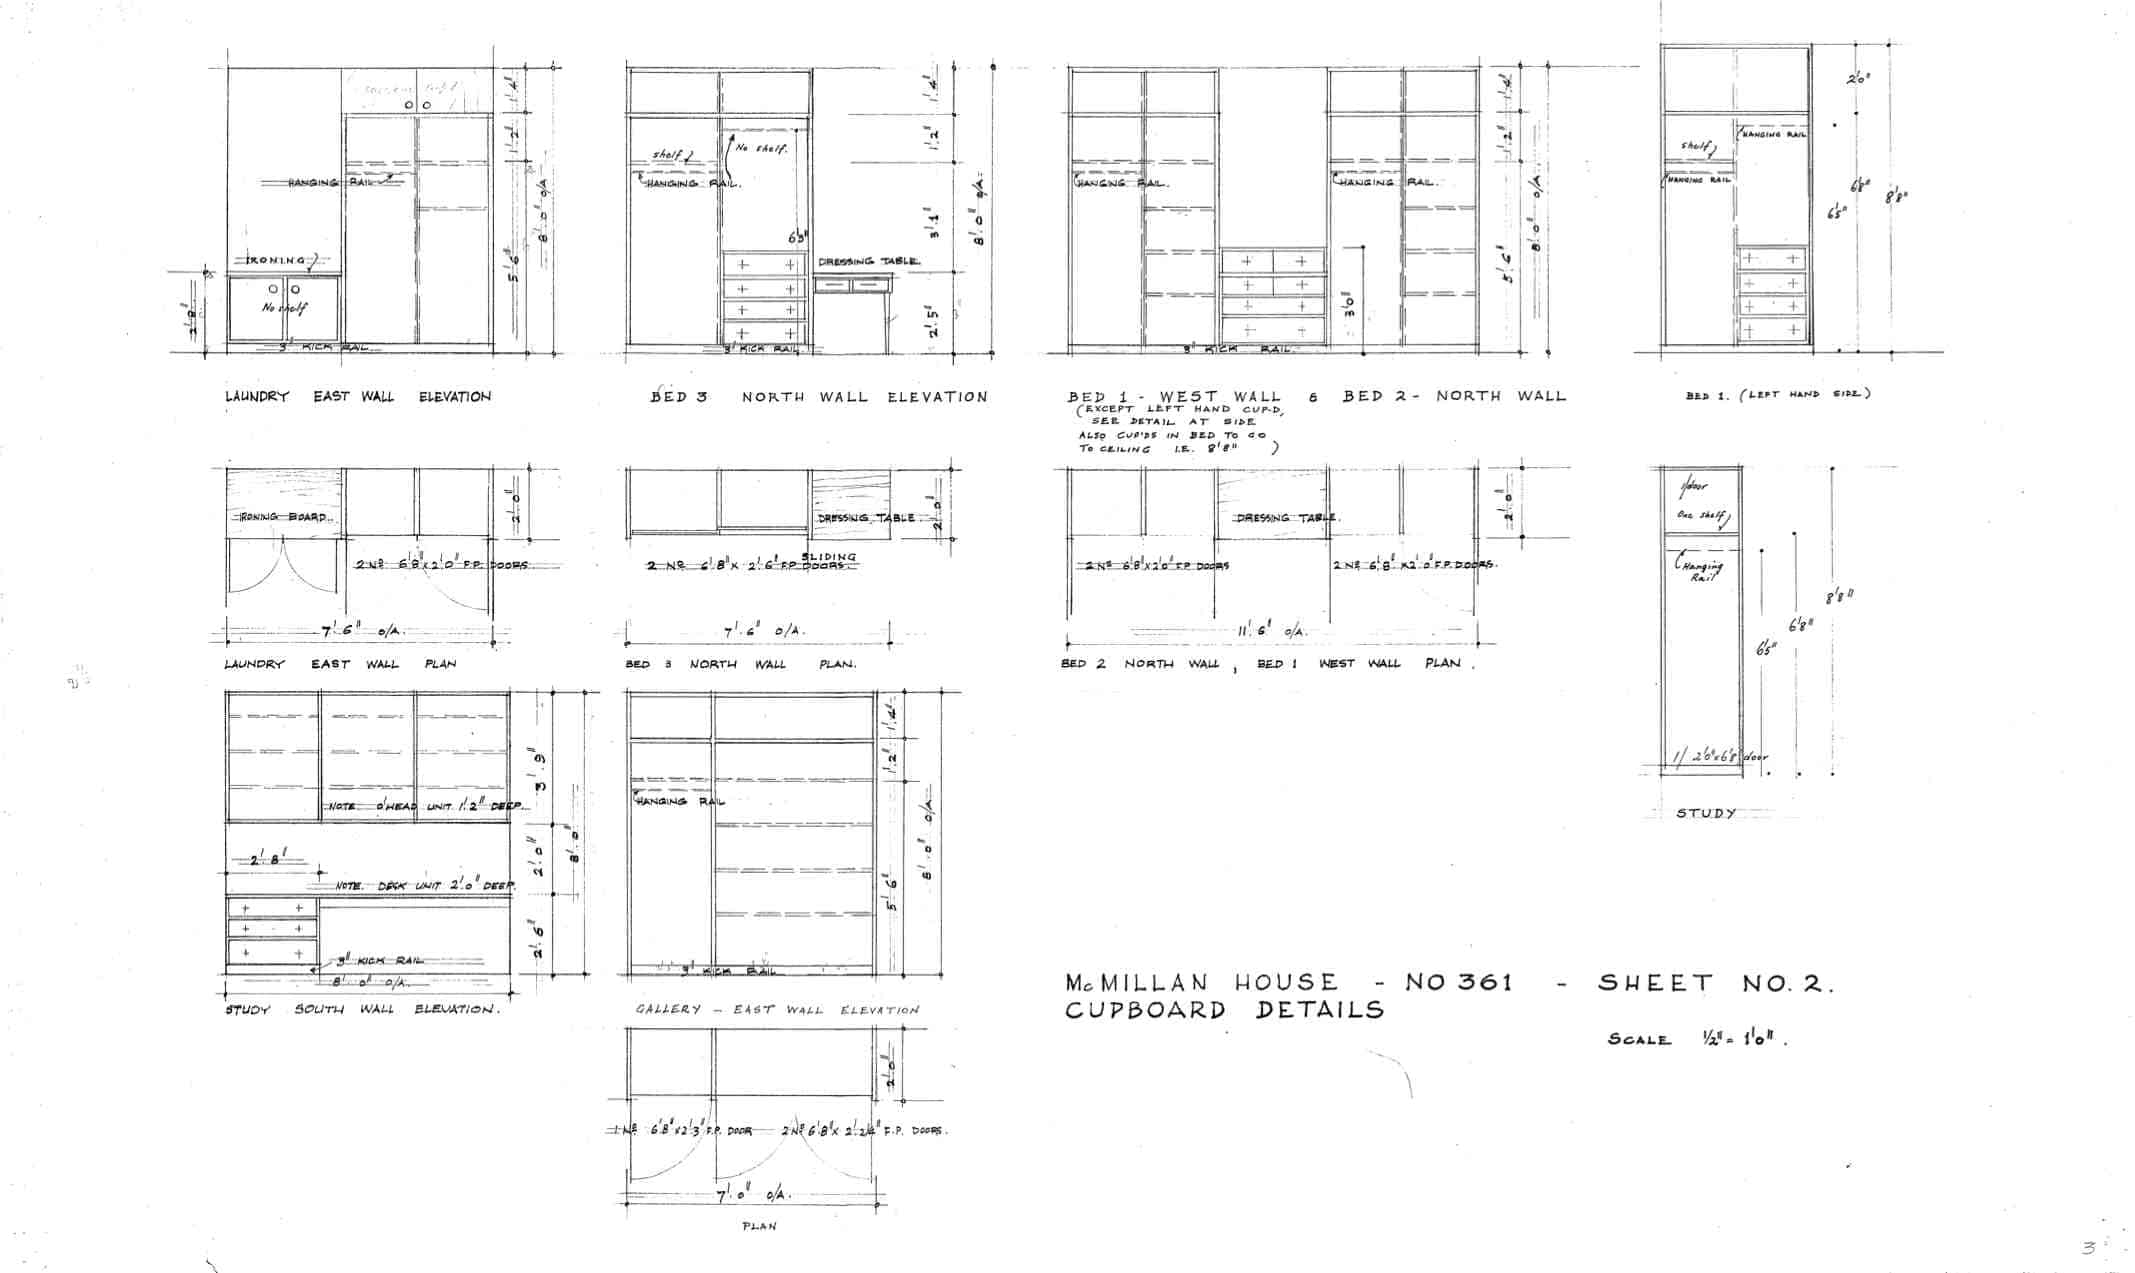 1'.4"
1'.2"
5'.6"
8'.0" O/A.
HANGING RAIL
IRONING
No shelf
2'.8"
3" KICK RAIL.
LAUNDRY EAST WALL ELEVATION
shelf
No shelf.
HANGING RAIL.
6'3"
DRESSING TABLE.
3" KICK RAIL.
1'.4"
1'.2"
3'.1"
2'.5"
8'.0" O/A.
BED 3 NORTH WALL ELEVATION
HANGING RAIL.
HANGING RAIL.
3'0"
3" KICK RAIL.
1'.4"
1'.2"
5'.6"
8'.0" O/A.
BED 1 - WEST WALL & BED 2 - NORTH WALL
(EXCEPT LEFT HAND CUP'D,
SEE DETAIL AT SIDE
ALSO CUP'DS IN BED TO GO
TO CEILING I.E. 8'8" )
HANGING RAIL
shelf
HANGING RAIL
2'0"
6'8"
6'5"
8'8"
BED 1. (LEFT HAND SIDE)
IRONING BOARD.
2'.0"
2 No 6'.8" x 2'.0" F.P. DOORS.
7'.6" O/A.
LAUNDRY EAST WALL PLAN
DRESSING TABLE.
2'.0"
SLIDING
2 No 6'.8" x 2'.6" F.P. DOORS.
7'.6" O/A.
BED 3 NORTH WALL PLAN.
DRESSING TABLE.
2'.0"
2 No 6'8" x 2'0" F.P. DOORS
2 No 6'.8" x 2'.0" F.P. DOORS.
11'.6" O/A.
BED 2 NORTH WALL, BED 1 WEST WALL PLAN.
1/door
One shelf
Hanging
Rail
8'8"
6'8"
6'5"
1/ 2'0" x 6'8" door
STUDY
NOTE O'HEAD UNIT 1'.2" DEEP.
3'.9"
2'.0"
8'.0"
2'.8"
NOTE. DESK UNIT 2'.0" DEEP.
2'.6"
3" KICK RAIL
8'.0" O/A.
STUDY SOUTH WALL ELEVATION.
1'.4"
1'.2"
HANGING RAIL
5'.6"
8'.0" O/A
3" KICK RAIL
GALLERY - EAST WALL ELEVATION
2'.0"
1 No 6'8" x 2'3" F.P. DOOR
2 No 6'8" x 2'.2¼" F.P. DOORS.
7'.0" O/A.
PLAN
McMILLAN HOUSE - NO 361 - SHEET NO. 2.
CUPBOARD DETAILS
SCALE ½" = 1'0".
3